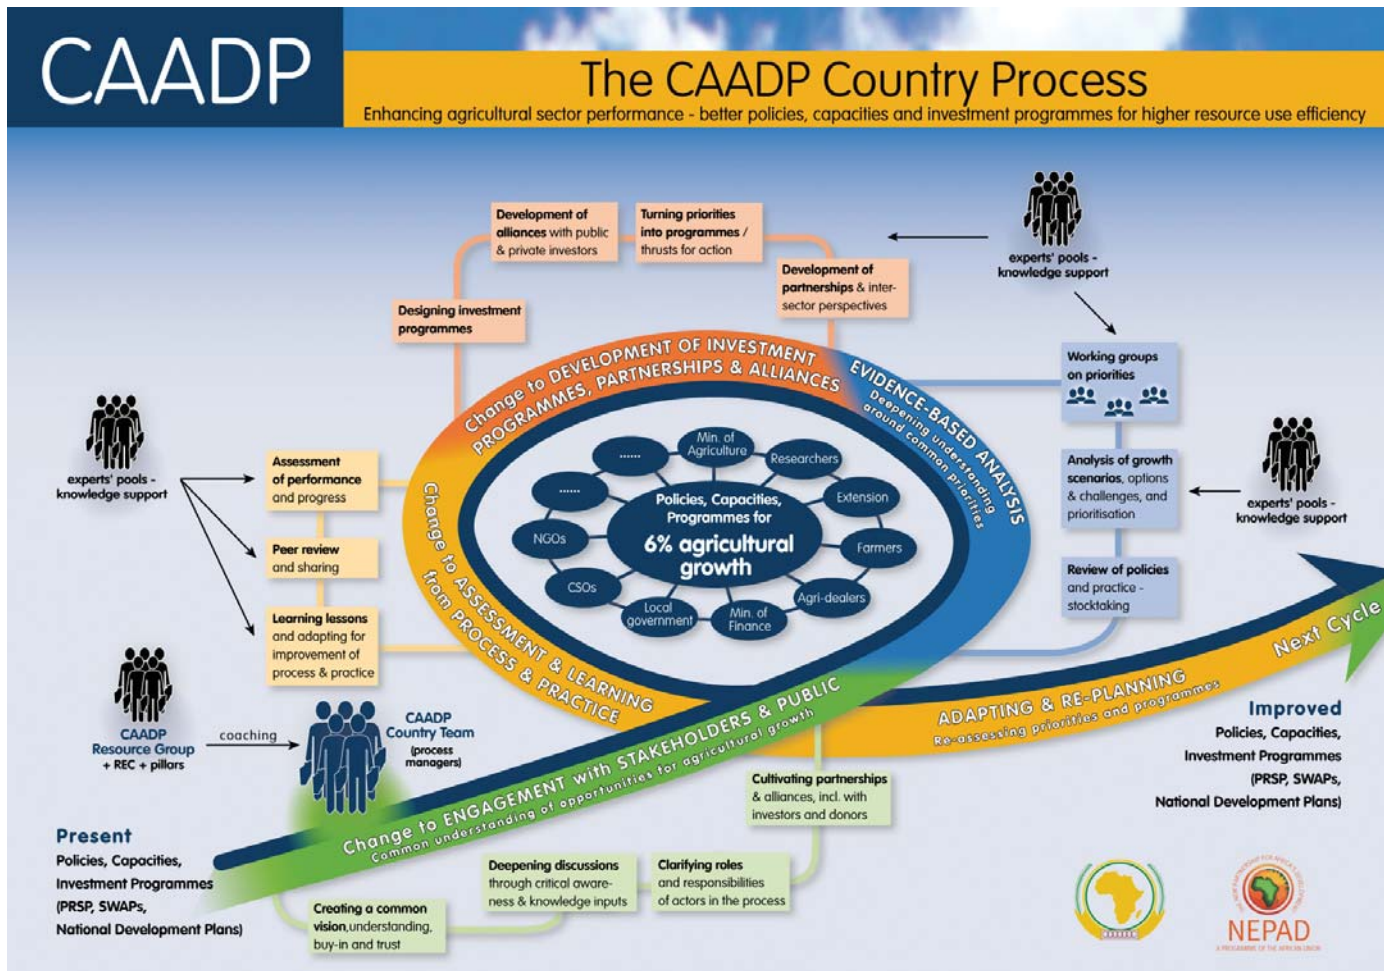 CAADP
The CAADP Country Process
Enhancing agricultural sector performance - better policies, capacities and investment programmes for higher resource use efficiency
Development of
alliances with public
& private investors
Turning priorities
into programmes /
thrusts for action
Development of
partnerships & inter-
sector perspectives
Designing investment
programmes
experts' pools -
knowledge support
Working groups
on priorities
Analysis of growth
scenarios, options
& challenges, and
prioritisation
Review of policies
and practice -
stocktaking
experts' pools -
knowledge support
experts' pools -
knowledge support
Assessment
of performance
and progress
Peer review
and sharing
Learning lessons
and adapting for
improvement of
process & practice
Change to DEVELOPMENT OF INVESTMENT
PROGRAMMES, PARTNERSHIPS & ALLIANCES
EVIDENCE-BASED ANALYSIS
Deepening understanding
around common priorities
Change to ASSESSMENT & LEARNING
from PROCESS & PRACTICE
Min. of
Agriculture
Researchers
Extension
Farmers
Agri-dealers
Min. of
Finance
Local
government
CSOs
NGOs
......
......
Policies, Capacities,
Programmes for
6% agricultural
growth
CAADP
Resource Group
+ REC + pillars
coaching
CAADP
Country Team
(process
managers)
Change to ENGAGEMENT with STAKEHOLDERS & PUBLIC
Common understanding of opportunities for agricultural growth
ADAPTING & RE-PLANNING
Re-assessing priorities and programmes
Next Cycle
Present
Policies, Capacities,
Investment Programmes
(PRSP, SWAPs,
National Development Plans)
Improved
Policies, Capacities,
Investment Programmes
(PRSP, SWAPs,
National Development Plans)
Creating a common
vision,understanding,
buy-in and trust
Deepening discussions
through critical aware-
ness & knowledge inputs
Clarifying roles
and responsibilities
of actors in the process
Cultivating partnerships
& alliances, incl. with
investors and donors
THE NEW PARTNERSHIP FOR AFRICA'S DEVELOPMENT
NEPAD
A PROGRAMME OF THE AFRICAN UNION